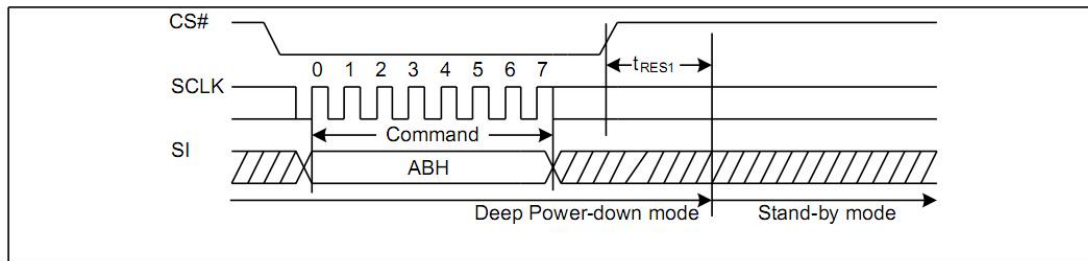 CS#
tRES1
0 1 2 3 4 5 6 7
SCLK
Command
SI
ABH
Deep Power-down mode Stand-by mode